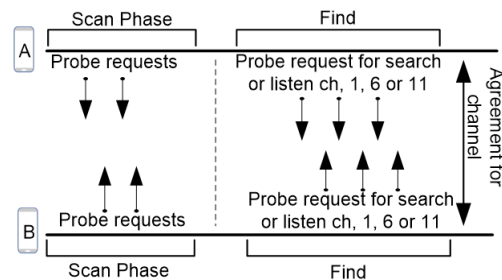 Scan Phase
Find
A
Probe requests
Probe request for search
or listen ch, 1, 6 or 11
Agreement for
channel
Probe requests
Probe request for search
or listen ch, 1, 6 or 11
B
Scan Phase
Find